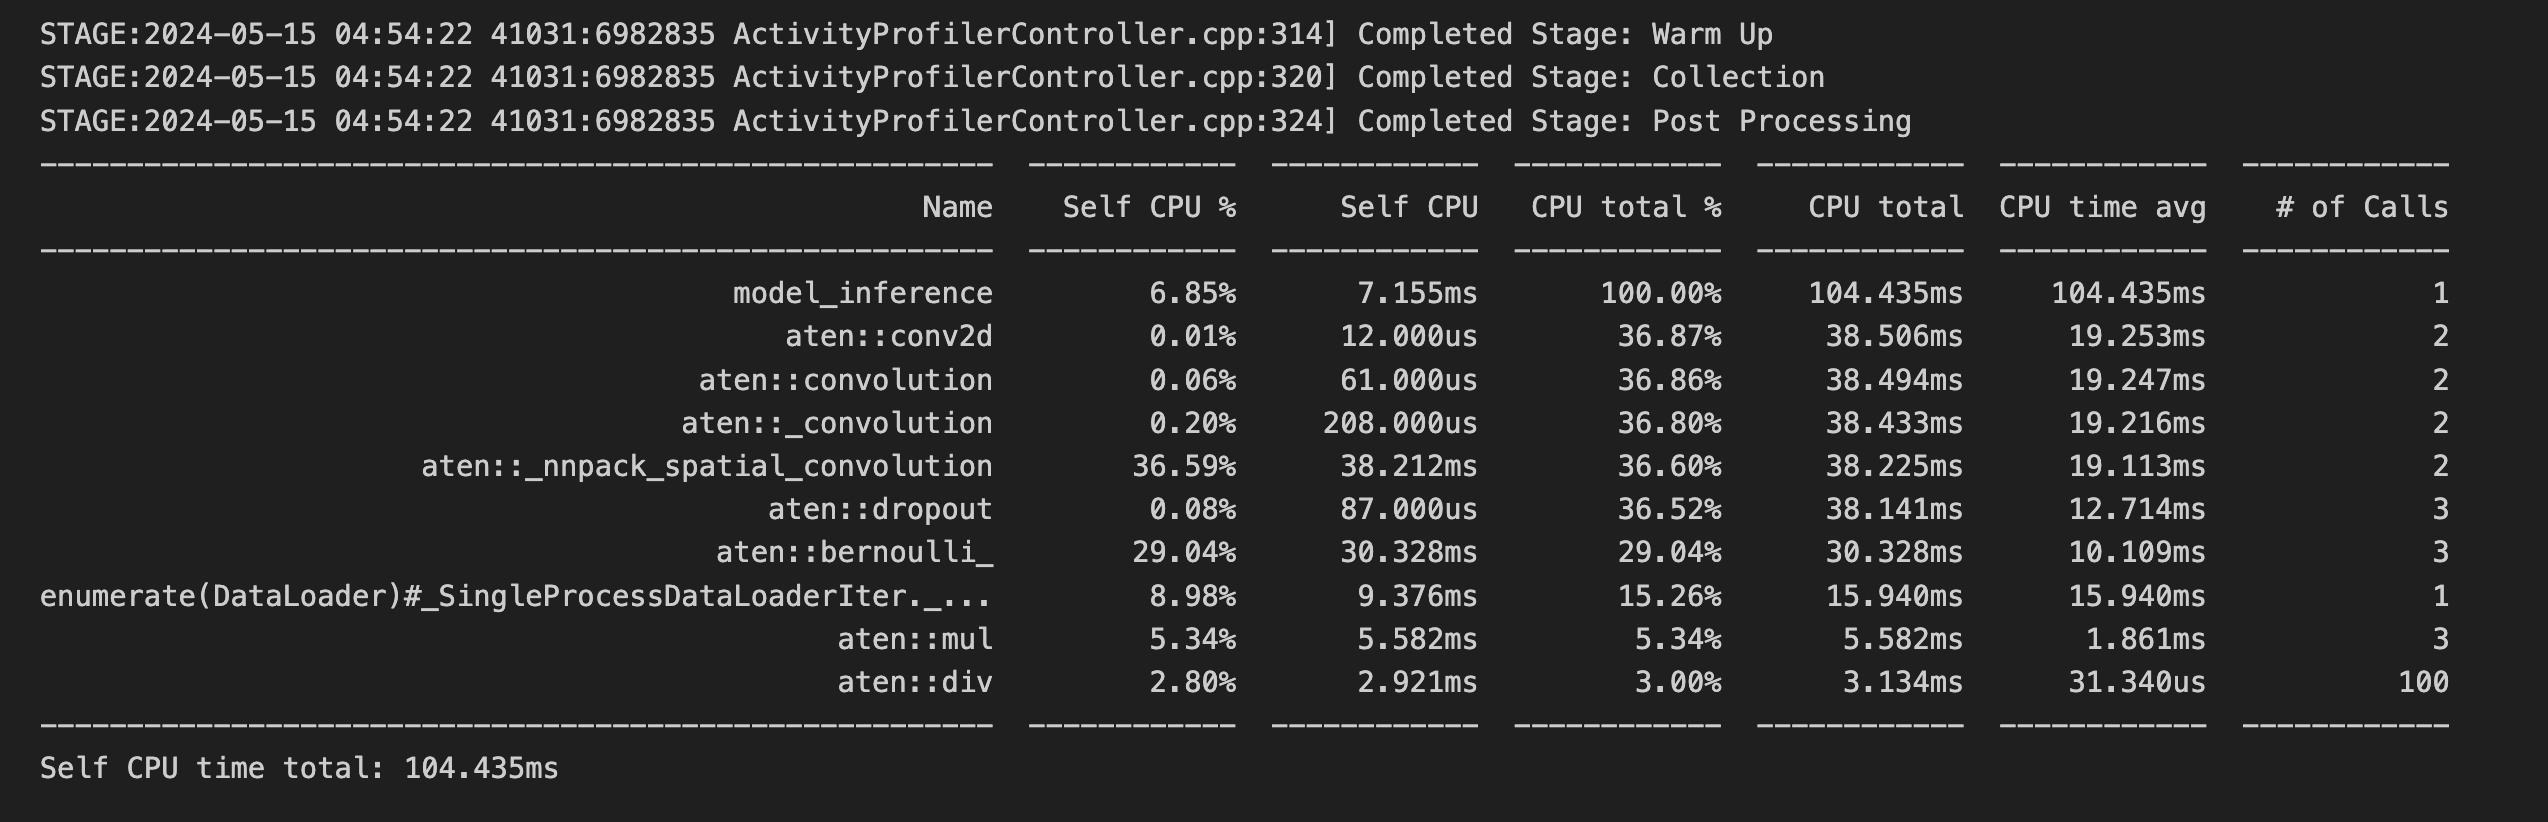 STAGE:2024-05-15 04:54:22 41031:6982835 ActivityProfilerController.cpp:314] Completed Stage: Warm Up
STAGE:2024-05-15 04:54:22 41031:6982835 ActivityProfilerController.cpp:320] Completed Stage: Collection
STAGE:2024-05-15 04:54:22 41031:6982835 ActivityProfilerController.cpp:324] Completed Stage: Post Processing
-------------------------------------------------------  ------------  ------------  ------------  ------------  ------------  ------------
Name    Self CPU %      Self CPU   CPU total %     CPU total  CPU time avg    # of Calls
-------------------------------------------------------  ------------  ------------  ------------  ------------  ------------  ------------
model_inference         6.85%       7.155ms       100.00%     104.435ms     104.435ms             1
aten::conv2d         0.01%      12.000us        36.87%      38.506ms      19.253ms             2
aten::convolution         0.06%      61.000us        36.86%      38.494ms      19.247ms             2
aten::_convolution         0.20%     208.000us        36.80%      38.433ms      19.216ms             2
aten::_nnpack_spatial_convolution        36.59%      38.212ms        36.60%      38.225ms      19.113ms             2
aten::dropout         0.08%      87.000us        36.52%      38.141ms      12.714ms             3
aten::bernoulli_        29.04%      30.328ms        29.04%      30.328ms      10.109ms             3
enumerate(DataLoader)#_SingleProcessDataLoaderIter._...         8.98%       9.376ms        15.26%      15.940ms      15.940ms             1
aten::mul         5.34%       5.582ms         5.34%       5.582ms       1.861ms             3
aten::div         2.80%       2.921ms         3.00%       3.134ms      31.340us           100
-------------------------------------------------------  ------------  ------------  ------------  ------------  ------------  ------------
Self CPU time total: 104.435ms